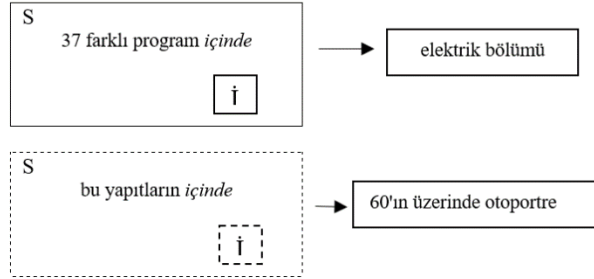 S
37 farklı program içinde
İ
elektrik bölümü
S
bu yapıtların içinde
İ
60'ın üzerinde otoportre